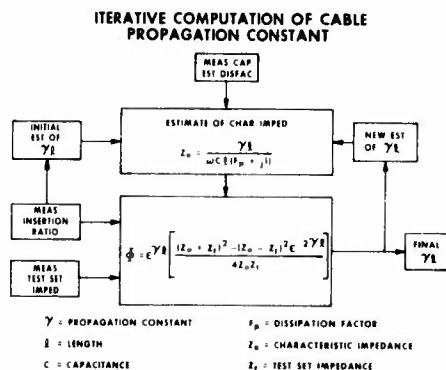 ITERATIVE COMPUTATION OF CABLE
PROPAGATION CONSTANT
MEAS CAP
EST DISFAC
INITIAL
EST OF
γℓ
ESTIMATE OF CHAR IMPED
Z₀ = γℓ / ωCℓ(Fₚ + j)
NEW EST
OF γℓ
MEAS
INSERTION
RATIO
MEAS
TEST SET
IMPED
Φ = ϵ^γℓ [ (Z₀ + Zₜ)² - (Z₀ - Zₜ)² ϵ^2γℓ / 4Z₀Zₜ ]
FINAL
γℓ
γ = PROPAGATION CONSTANT
Fₚ = DISSIPATION FACTOR
ℓ = LENGTH
Z₀ = CHARACTERISTIC IMPEDANCE
C = CAPACITANCE
Zₜ = TEST SET IMPEDANCE